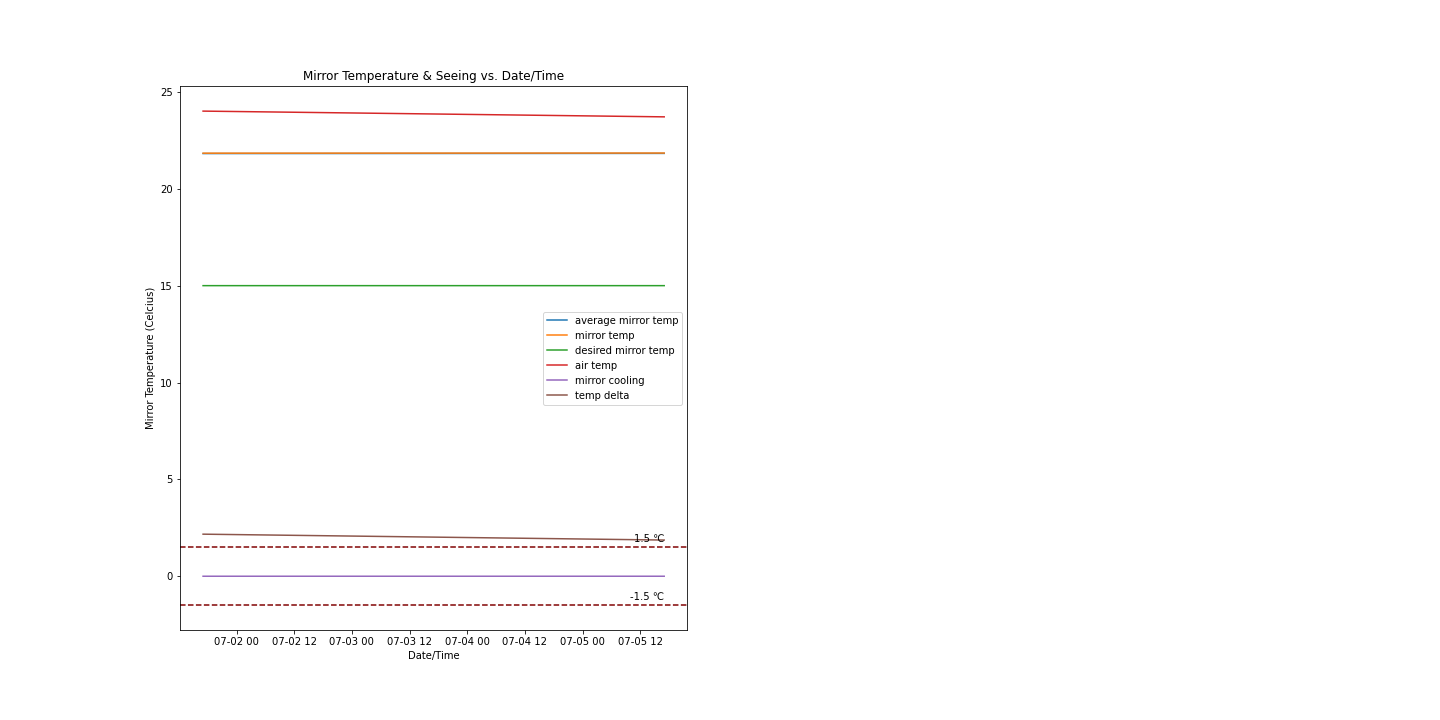 Mirror Temperature & Seeing vs. Date/Time
Mirror Temperature (Celcius)
25
20
15
10
5
0
average mirror temp
mirror temp
desired mirror temp
air temp
mirror cooling
temp delta
1.5 °C
-1.5 °C
07-02 00 07-02 12 07-03 00 07-03 12 07-04 00 07-04 12 07-05 00 07-05 12
Date/Time